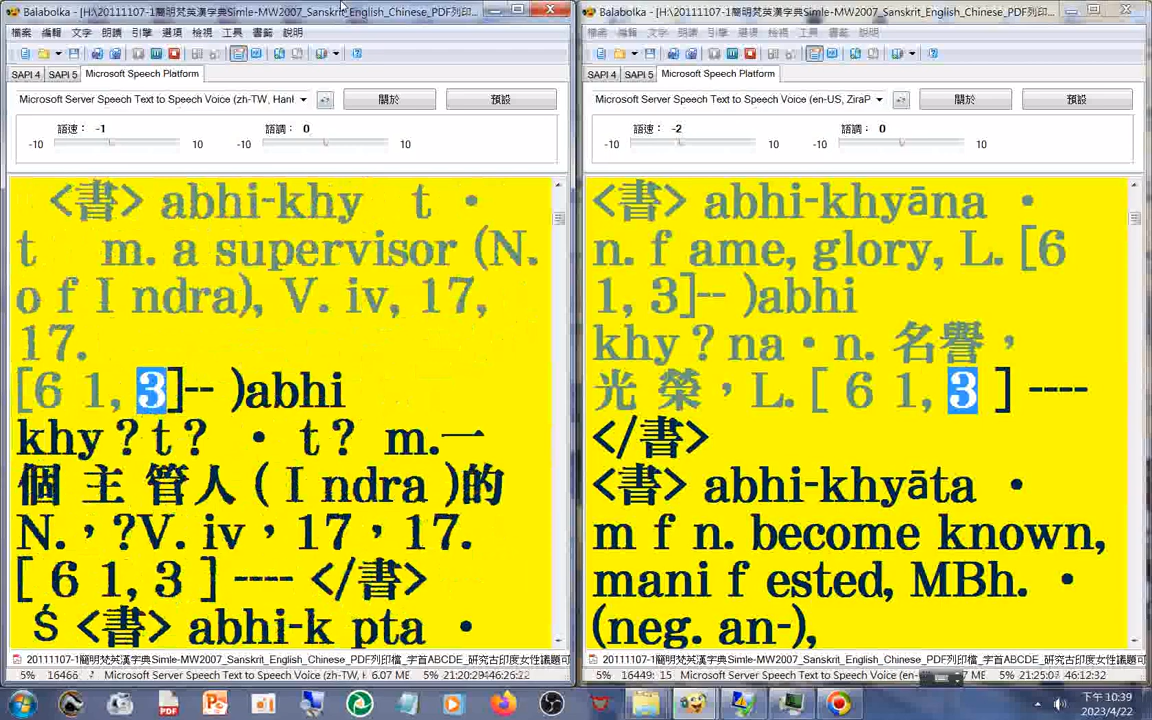 Balabolka - [H:\20111107-1簡明梵英漢字典Simle-MW2007_Sanskrit_English_Chinese_PDF列印...
檔案 編輯 文字 朗讀 引擎 選項 檢視 工具 書籤 說明
SAPI 4 SAPI 5 Microsoft Speech Platform
Microsoft Server Speech Text to Speech Voice (zh-TW, Hanl
關於 預設
語速： -1 語調： 0
-10 10 -10 10
<書> abhi-khy t •
t m. a supervisor (N.
o f I ndra), V. iv, 17,
17.
[6 1, 3]-- )abhi
khy？t？ • t？ m.一
個 主 管人 ( I ndra )的
N.，?V. iv，17，17.
[ 6 1, 3 ] ---- </書>
Ś <書> abhi-k pta •
20111107-1簡明梵英漢字典Simle-MW2007_Sanskrit_English_Chinese_PDF列印檔_字首ABCDE_研究古印度女性議題可
5% 16466: Microsoft Server Speech Text to Speech Voice (zh-TW, H 6.07 ME 5% 21:20:29446:26:22
Balabolka - [H:\20111107-1簡明梵英漢字典Simle-MW2007_Sanskrit_English_Chinese_PDF列印...
檔案 編輯 文字 朗讀 引擎 選項 檢視 工具 書籤 說明
SAPI 4 SAPI 5 Microsoft Speech Platform
Microsoft Server Speech Text to Speech Voice (en-US, ZiraP
關於 預設
語速： -2 語調： 0
-10 10 -10 10
<書> abhi-khyāna •
n. f ame, glory, L. [6
1, 3]-- )abhi
khy？na • n. 名譽，
光 榮，L. [ 6 1, 3 ] ----
</書>
<書> abhi-khyāta •
m f n. become known,
mani f ested, MBh. •
(neg. an-),
20111107-1簡明梵英漢字典Simle-MW2007_Sanskrit_English_Chinese_PDF列印檔_字首ABCDE_研究古印度女性議題可
5% 16449: 15 Microsoft Server Speech Text to Speech Voice 5% 21:25:07 46:12:32
下午 10:39
2023/4/22